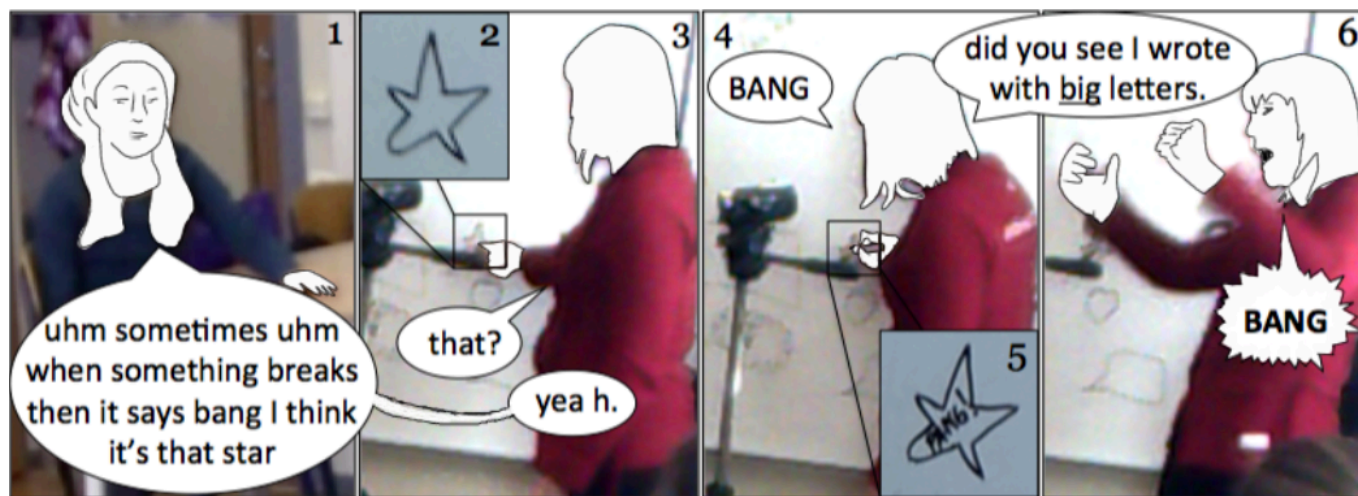 1
uhm sometimes uhm
when something breaks
then it says bang I think
it's that star
2
3
that?
yea h.
4
BANG
5
did you see I wrote
with big letters.
6
BANG